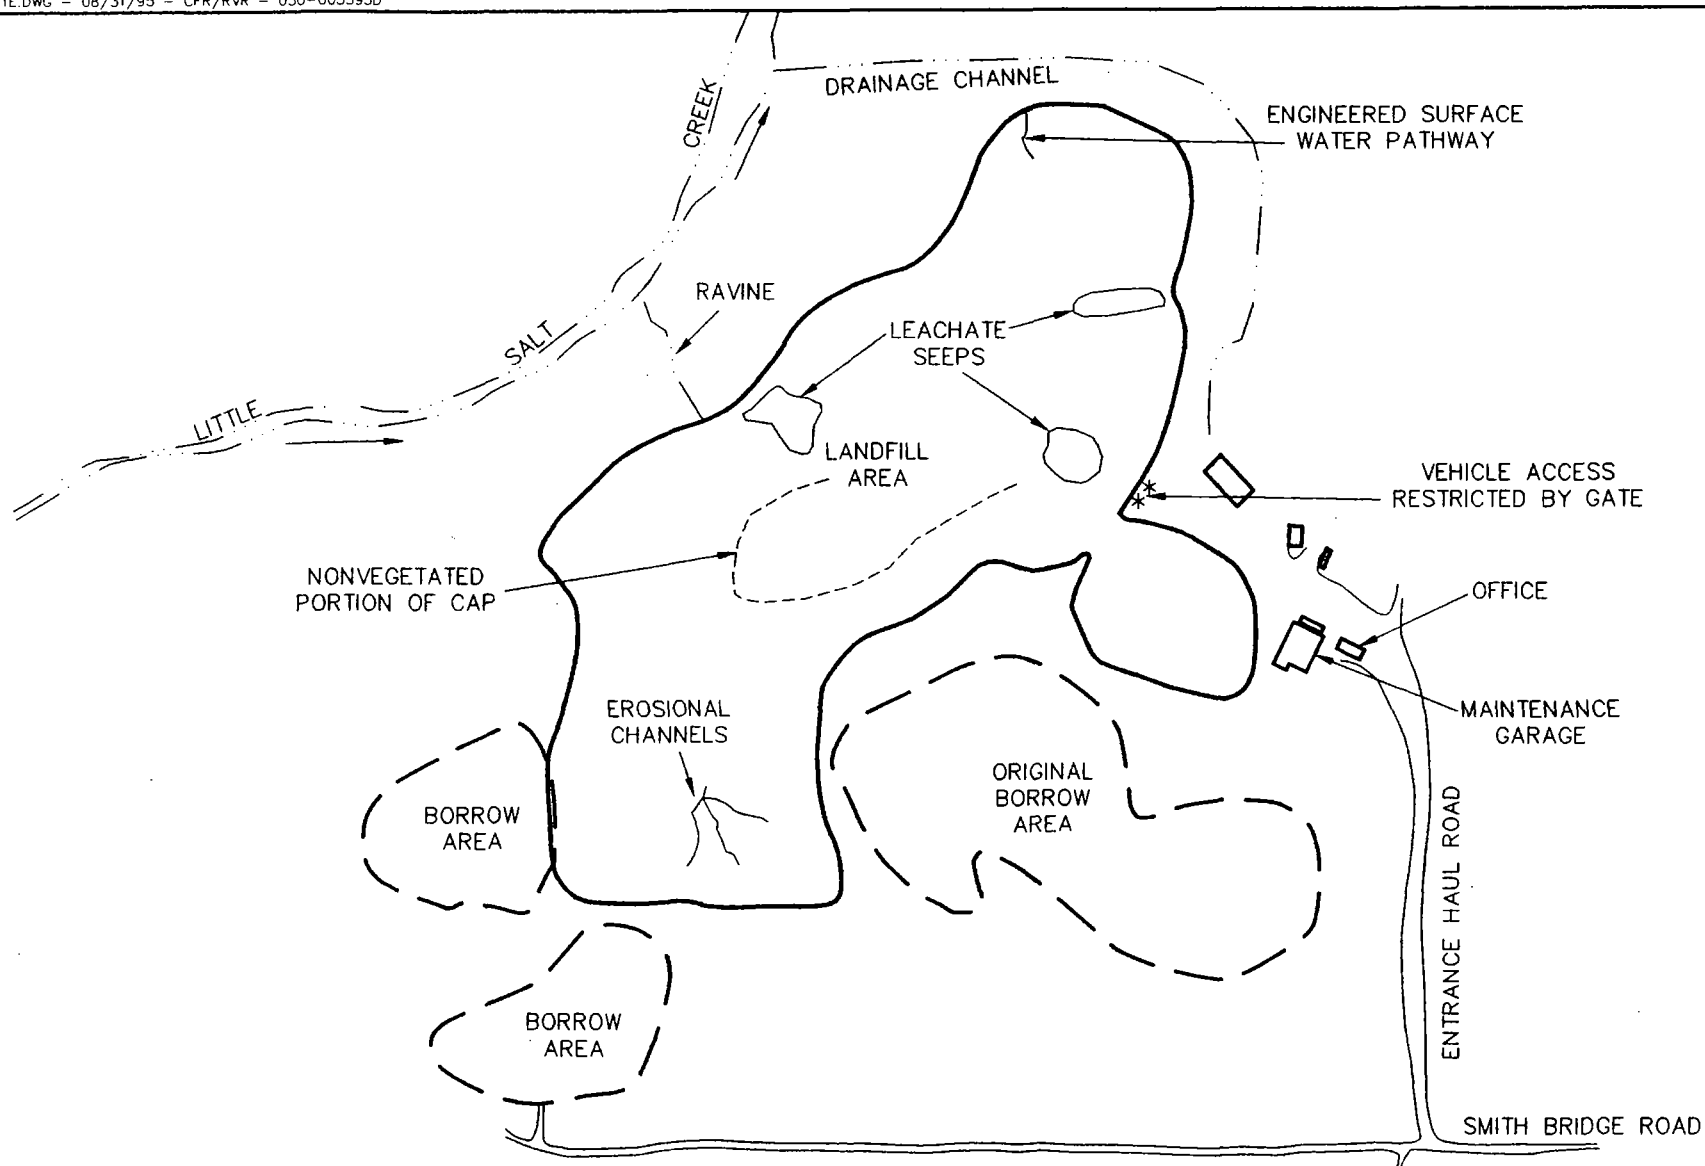 DRAINAGE CHANNEL
CREEK
ENGINEERED SURFACE
WATER PATHWAY
RAVINE
LEACHATE
SEEPS
SALT
LITTLE
LANDFILL
AREA
VEHICLE ACCESS
RESTRICTED BY GATE
NONVEGETATED
PORTION OF CAP
OFFICE
EROSIONAL
CHANNELS
MAINTENANCE
GARAGE
ORIGINAL
BORROW
AREA
BORROW
AREA
ENTRANCE HAUL ROAD
BORROW
AREA
SMITH BRIDGE ROAD